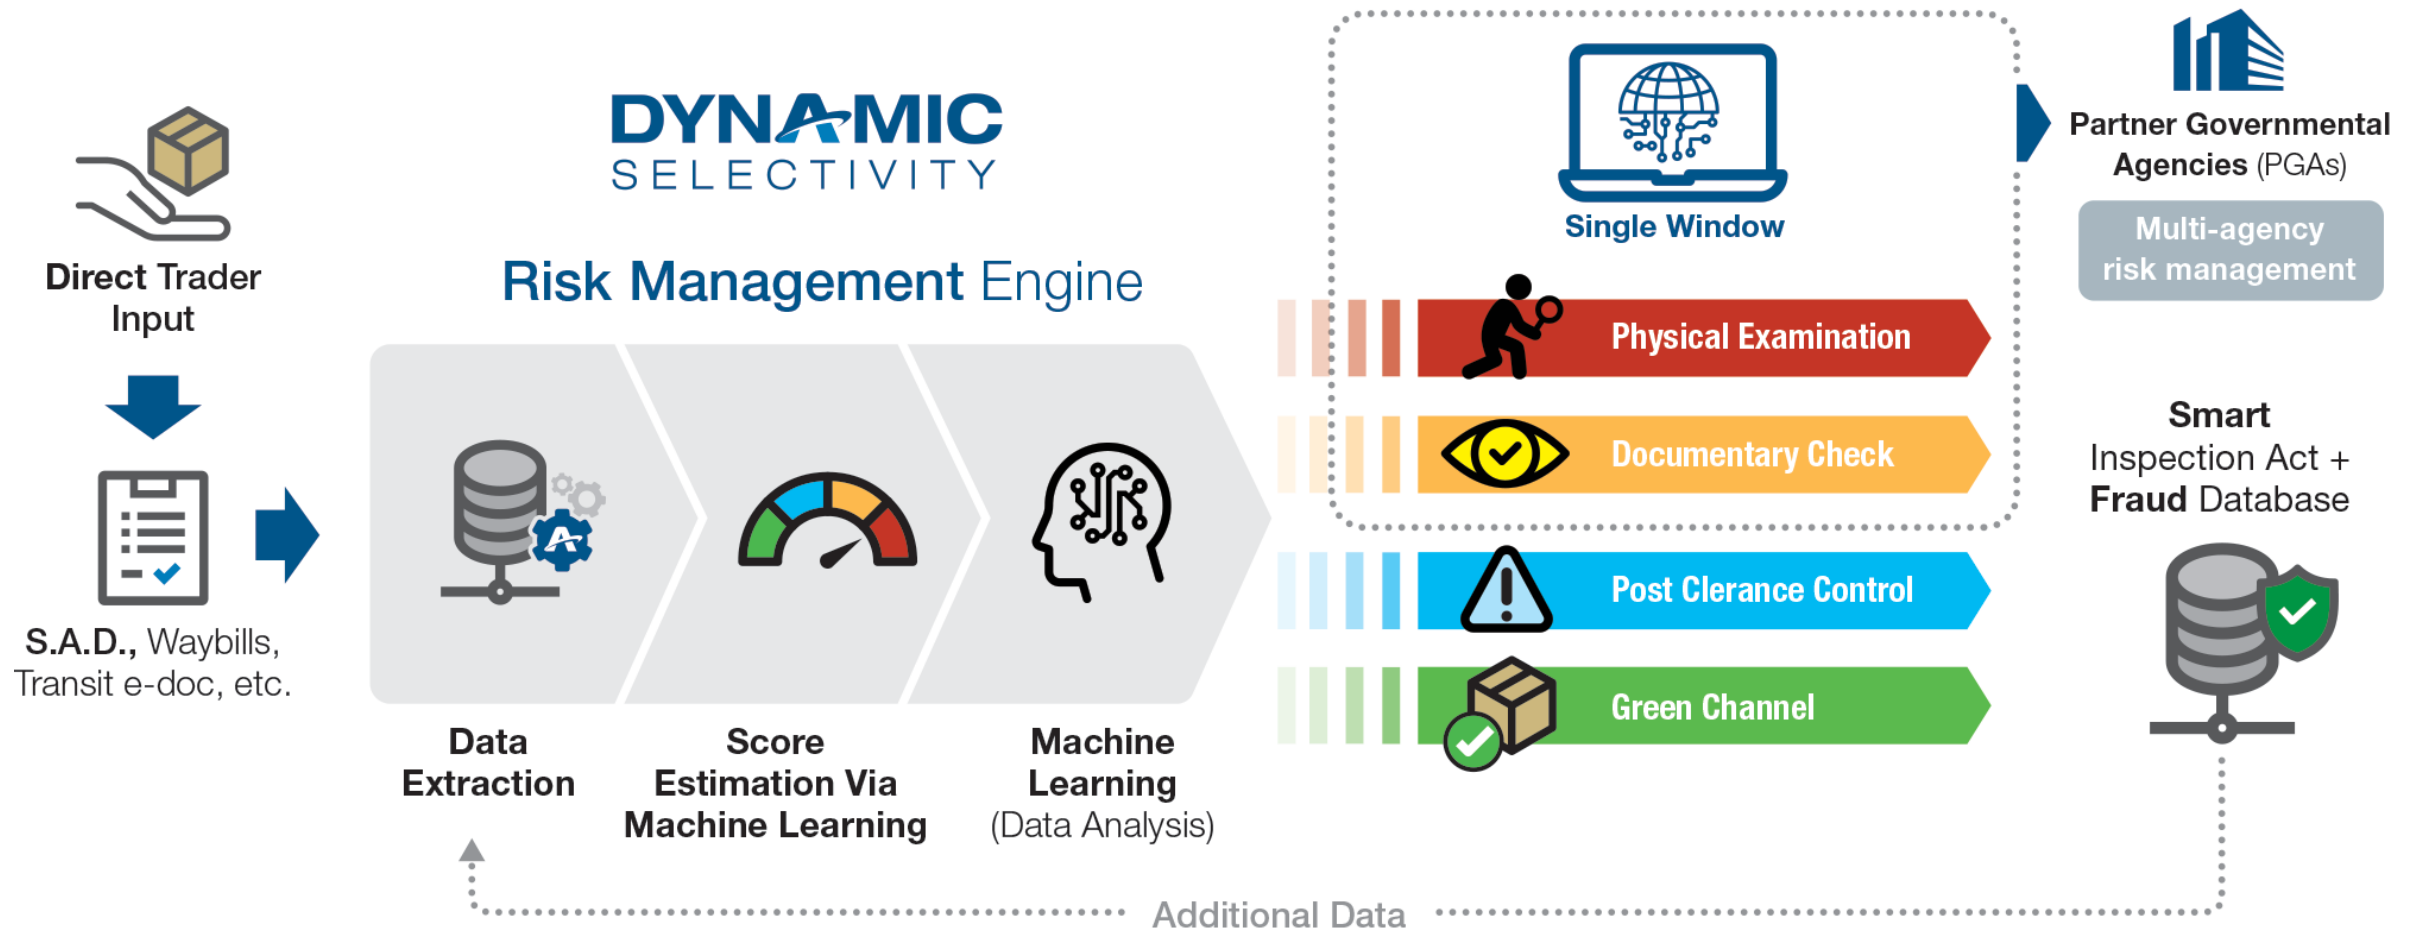 Direct Trader
Input
S.A.D., Waybills,
Transit e-doc, etc.
DYNAMIC
SELECTIVITY
Risk Management Engine
Data
Extraction
Score
Estimation Via
Machine Learning
Machine
Learning
(Data Analysis)
Single Window
Physical Examination
Documentary Check
Post Clerance Control
Green Channel
Partner Governmental
Agencies (PGAs)
Multi-agency
risk management
Smart
Inspection Act +
Fraud Database
Additional Data